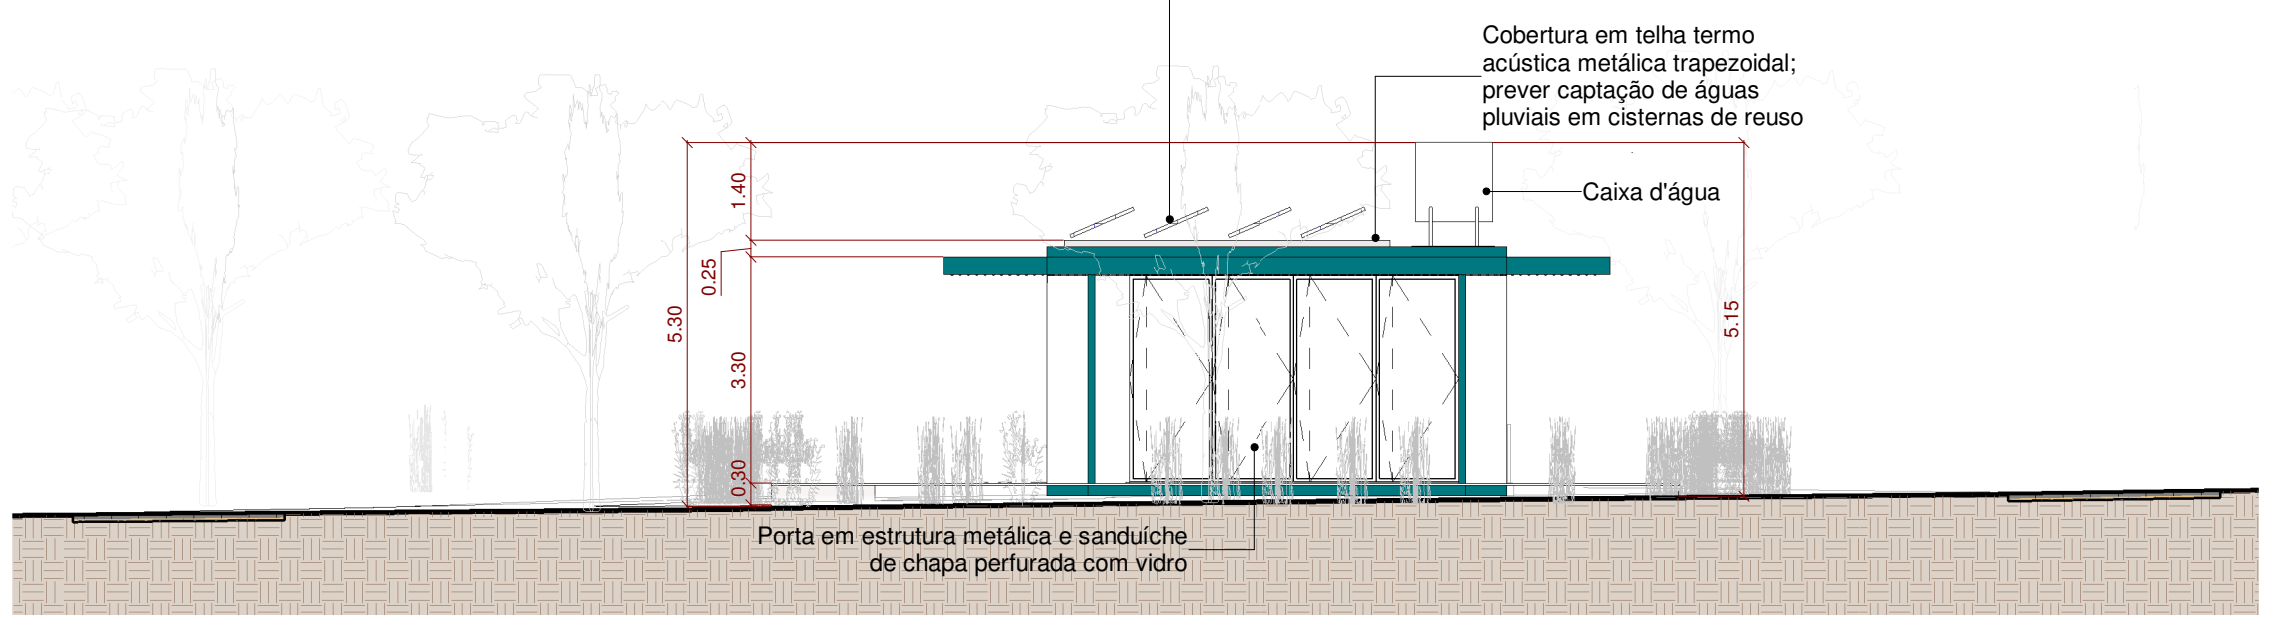 Cobertura em telha termo
acústica metálica trapezoidal;
prever captação de águas
pluviais em cisternas de reuso
Caixa d'água
1.40
0.25
5.30
3.30
0.30
5.15
Porta em estrutura metálica e sanduíche
de chapa perfurada com vidro